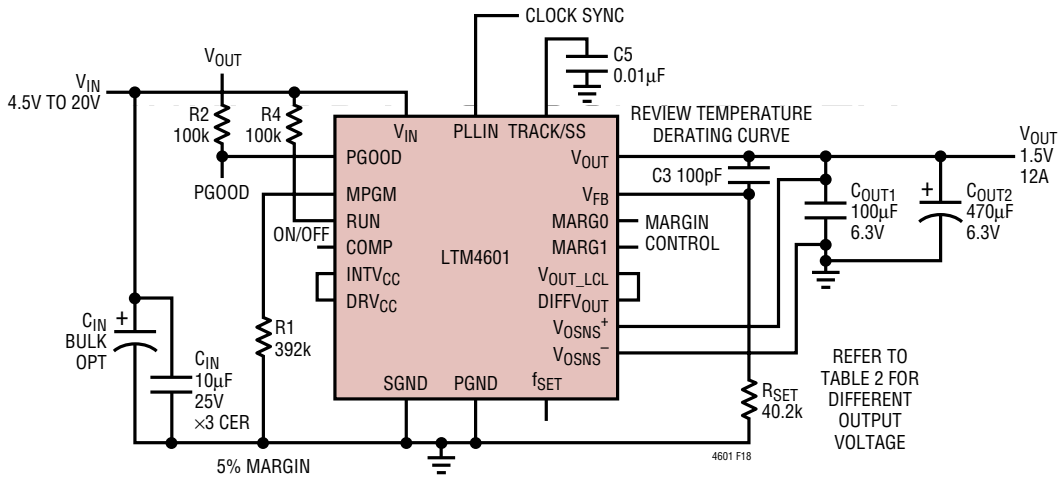 CLOCK SYNC
C5
0.01µF
VOUT
VIN
4.5V TO 20V
R2
100k
R4
100k
PGOOD
REVIEW TEMPERATURE
DERATING CURVE
VIN
PLLIN
TRACK/SS
PGOOD
MPGM
RUN
COMP
INTVCC
DRVCC
LTM4601
VOUT
VFB
MARG0
MARG1
VOUT_LCL
DIFFVOUT
VOSNS+
VOSNS–
SGND
PGND
fSET
ON/OFF
C3 100pF
MARGIN
CONTROL
VOUT
1.5V
12A
COUT1
100µF
6.3V
+
COUT2
470µF
6.3V
CIN
BULK
OPT
+
CIN
10µF
25V
×3 CER
R1
392k
RSET
40.2k
REFER TO
TABLE 2 FOR
DIFFERENT
OUTPUT
VOLTAGE
5% MARGIN
4601 F18